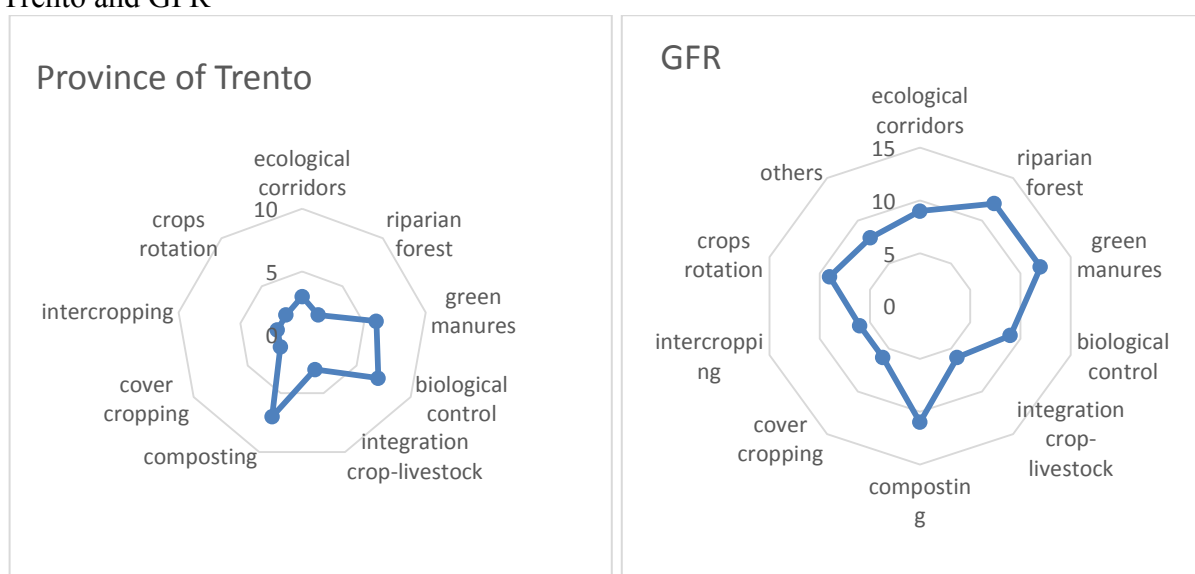 Trento and GFR
Province of Trento
ecological
corridors
10
5
0
riparian
forest
green
manures
biological
control
integration
crop-livestock
composting
cover
cropping
intercropping
crops
rotation
GFR
ecological
corridors
15
10
5
0
riparian
forest
green
manures
biological
control
integration
crop-
livestock
compostin
g
cover
cropping
intercroppi
ng
crops
rotation
others